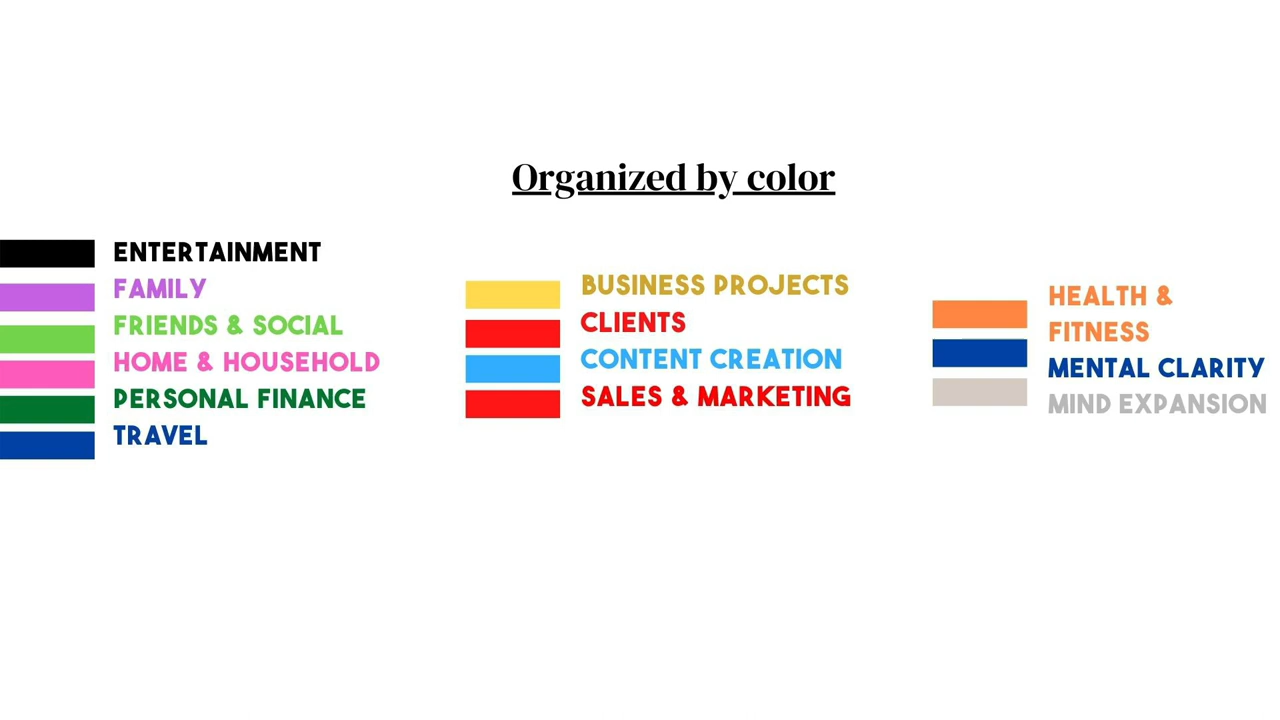 Organized by color
ENTERTAINMENT
FAMILY
FRIENDS & SOCIAL
HOME & HOUSEHOLD
PERSONAL FINANCE
TRAVEL
BUSINESS PROJECTS
CLIENTS
CONTENT CREATION
SALES & MARKETING
HEALTH &
FITNESS
MENTAL CLARITY
MIND EXPANSION